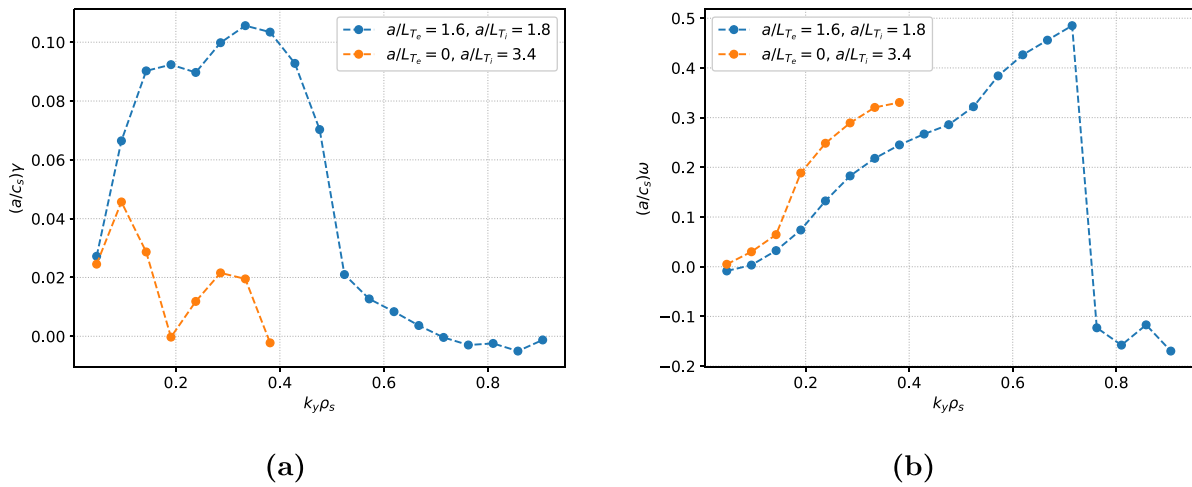 (a/c_s)γ
0.10
0.08
0.06
0.04
0.02
0.00
0.2
0.4
0.6
0.8
k_yρ_s
a/L_{T_e} = 1.6, a/L_{T_i} = 1.8
a/L_{T_e} = 0, a/L_{T_i} = 3.4
(a)
(a/c_s)ω
0.5
0.4
0.3
0.2
0.1
0.0
−0.1
−0.2
0.2
0.4
0.6
0.8
k_yρ_s
a/L_{T_e} = 1.6, a/L_{T_i} = 1.8
a/L_{T_e} = 0, a/L_{T_i} = 3.4
(b)